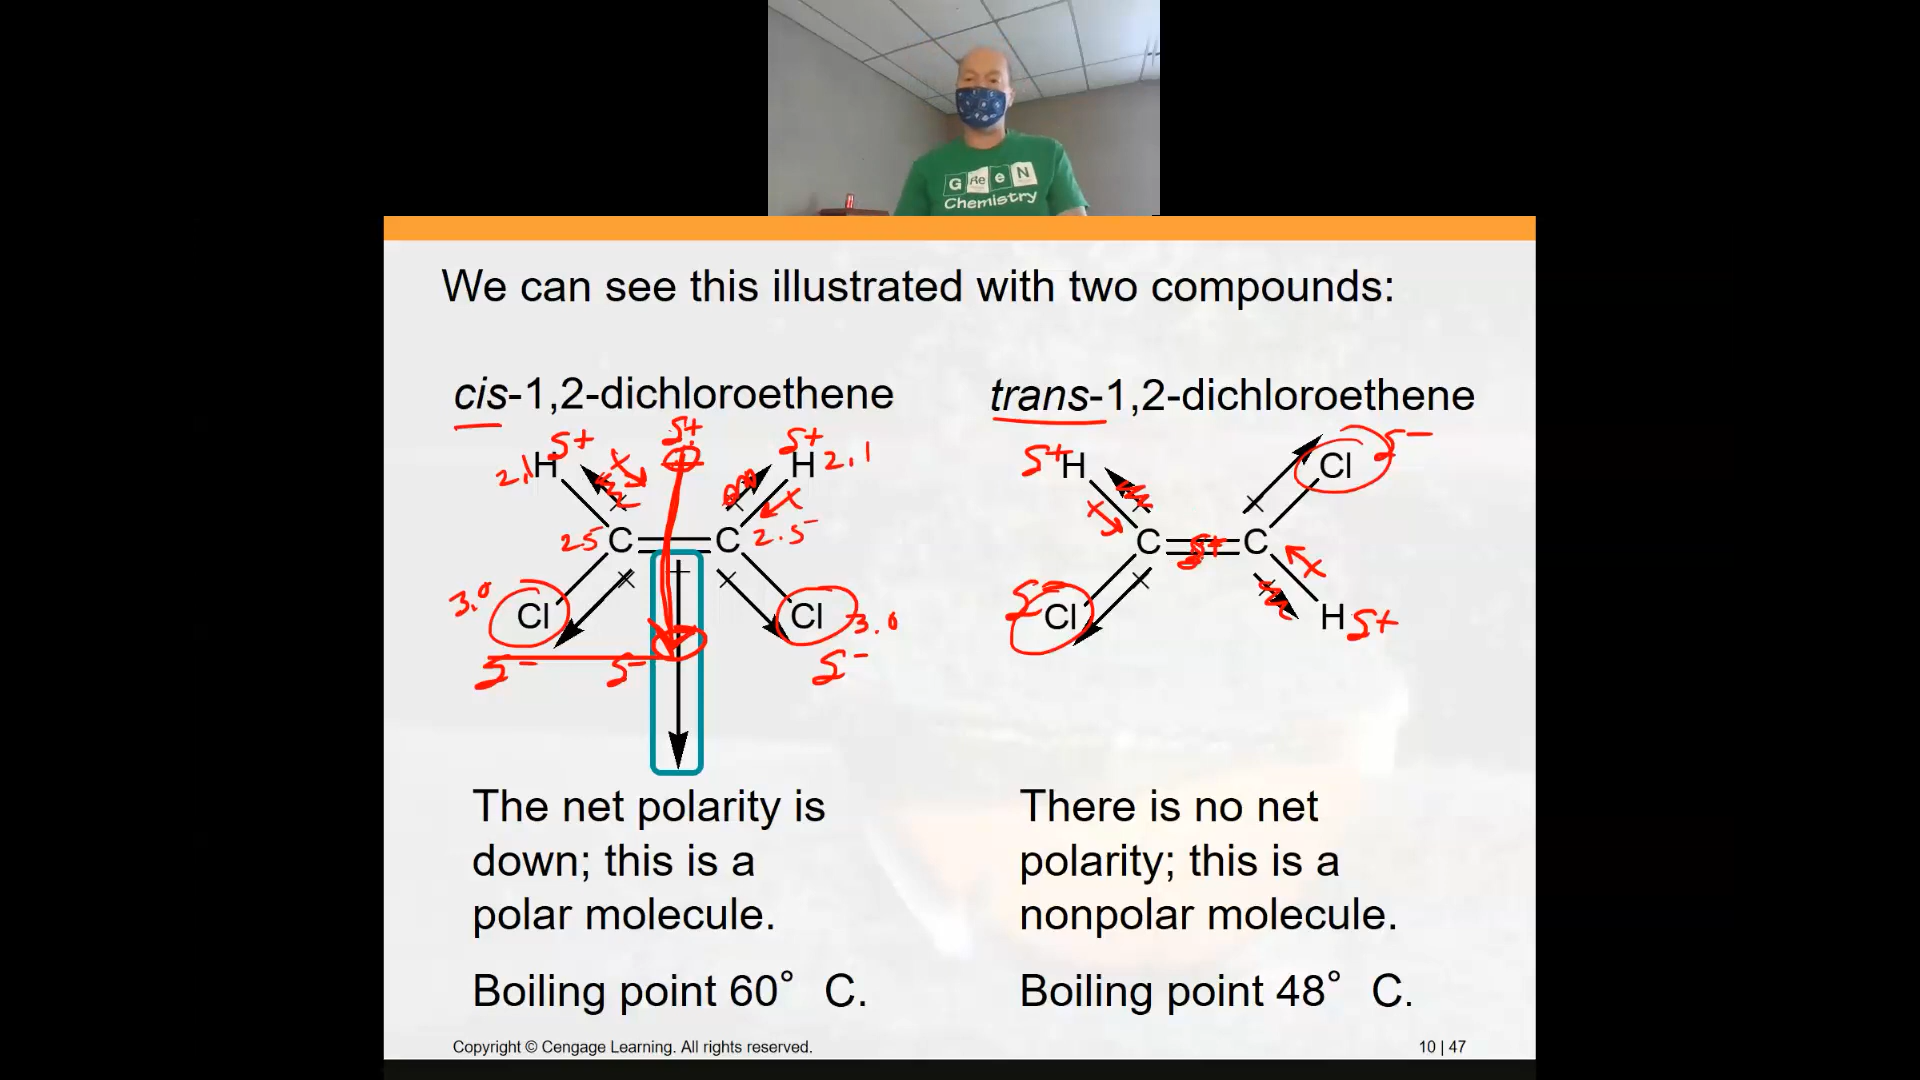 G Re e N
Chemistry
We can see this illustrated with two compounds:
cis-1,2-dichloroethene
trans-1,2-dichloroethene
δ+ δ+ δ+
2.1 H H 2.1
2.5 C C 2.5
3.0 Cl Cl 3.0
δ- δ- δ-
δ+ H Cl δ-
C δ+ C
δ- Cl H δ+
The net polarity is
down; this is a
polar molecule.
Boiling point 60° C.
There is no net
polarity; this is a
nonpolar molecule.
Boiling point 48° C.
Copyright © Cengage Learning. All rights reserved.
10 | 47